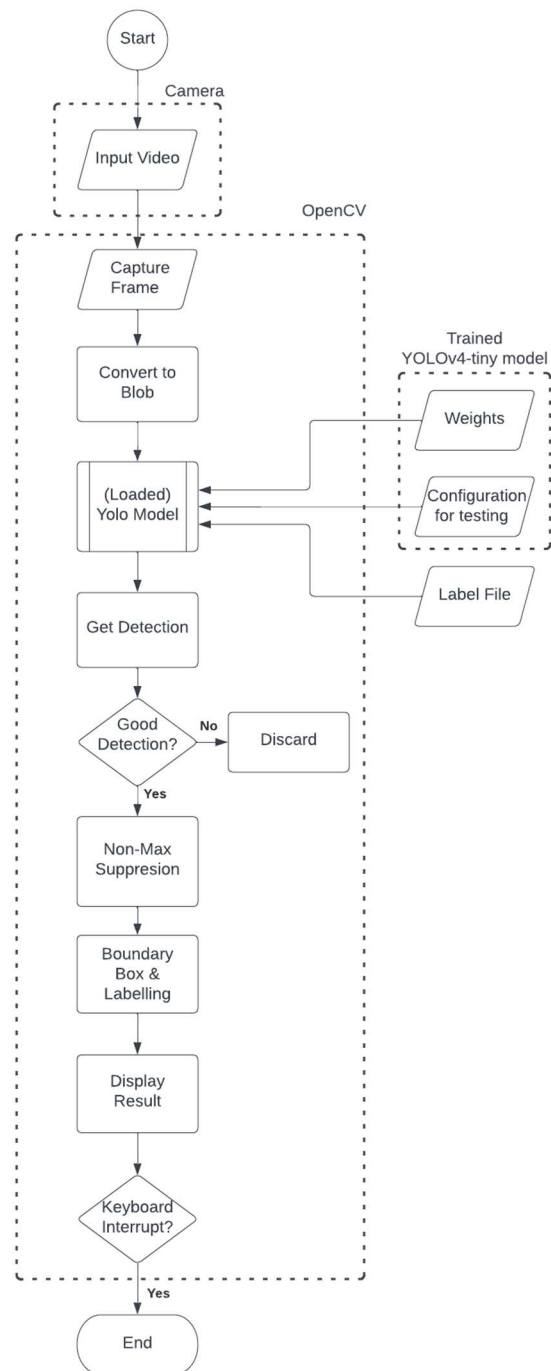 Start
Camera
Input Video
OpenCV
Capture
Frame
Convert to
Blob
Trained
YOLOv4-tiny model
Weights
(Loaded)
Yolo Model
Configuration
for testing
Label File
Get Detection
Good
Detection?
No
Discard
Yes
Non-Max
Suppresion
Boundary
Box &
Labelling
Display
Result
Keyboard
Interrupt?
Yes
End